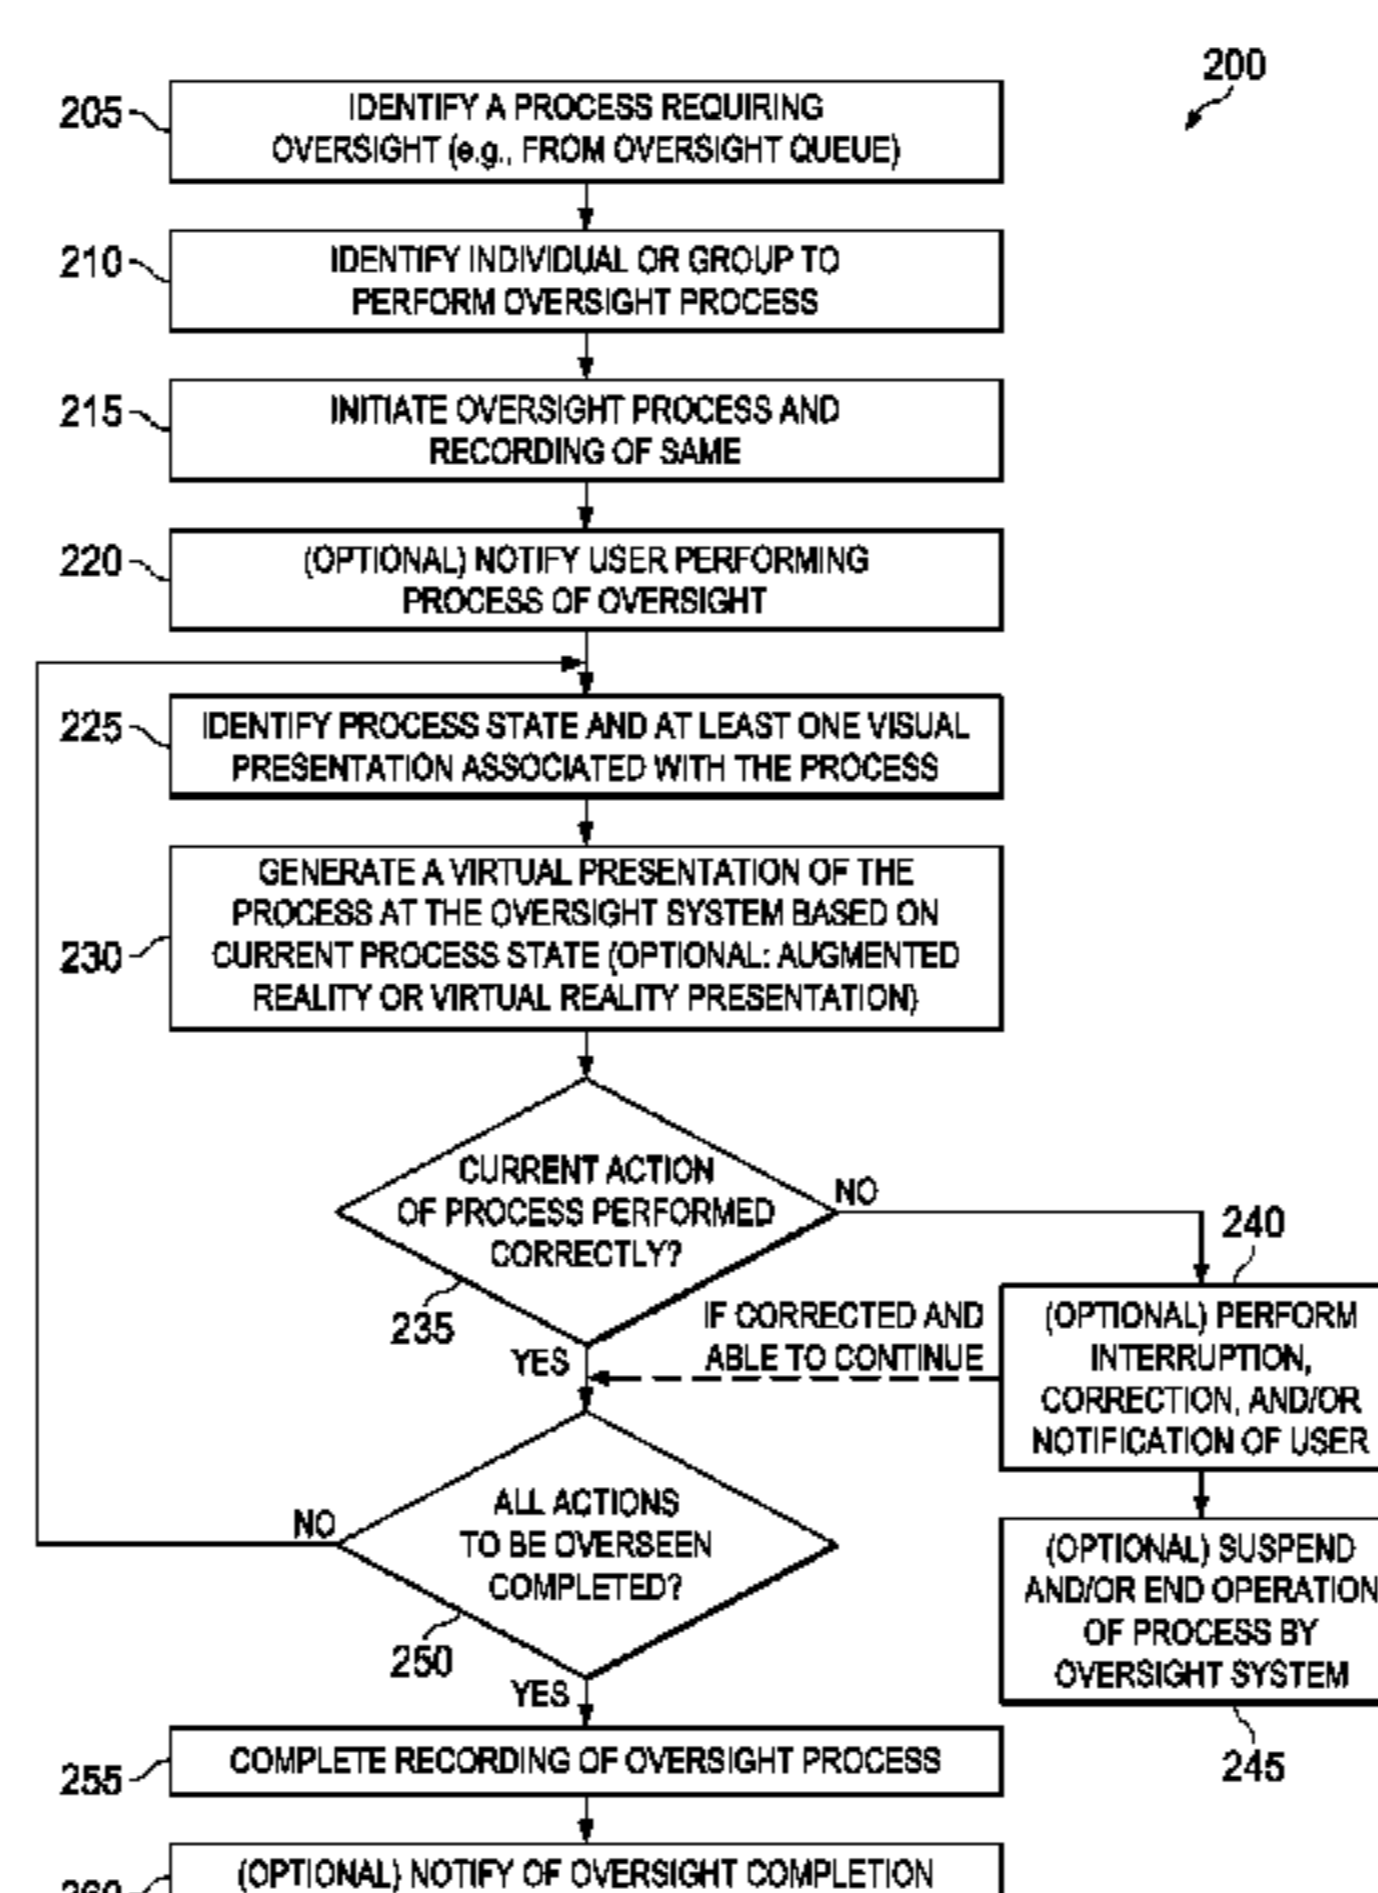 200
205
IDENTIFY A PROCESS REQUIRING
OVERSIGHT (e.g., FROM OVERSIGHT QUEUE)
210
IDENTIFY INDIVIDUAL OR GROUP TO
PERFORM OVERSIGHT PROCESS
215
INITIATE OVERSIGHT PROCESS AND
RECORDING OF SAME
220
(OPTIONAL) NOTIFY USER PERFORMING
PROCESS OF OVERSIGHT
225
IDENTIFY PROCESS STATE AND AT LEAST ONE VISUAL
PRESENTATION ASSOCIATED WITH THE PROCESS
230
GENERATE A VIRTUAL PRESENTATION OF THE
PROCESS AT THE OVERSIGHT SYSTEM BASED ON
CURRENT PROCESS STATE (OPTIONAL: AUGMENTED
REALITY OR VIRTUAL REALITY PRESENTATION)
CURRENT ACTION
OF PROCESS PERFORMED
CORRECTLY?
235
NO
YES
240
(OPTIONAL) PERFORM
INTERRUPTION,
CORRECTION, AND/OR
NOTIFICATION OF USER
IF CORRECTED AND
ABLE TO CONTINUE
(OPTIONAL) SUSPEND
AND/OR END OPERATION
OF PROCESS BY
OVERSIGHT SYSTEM
245
ALL ACTIONS
TO BE OVERSEEN
COMPLETED?
250
NO
YES
255
COMPLETE RECORDING OF OVERSIGHT PROCESS
(OPTIONAL) NOTIFY OF OVERSIGHT COMPLETION